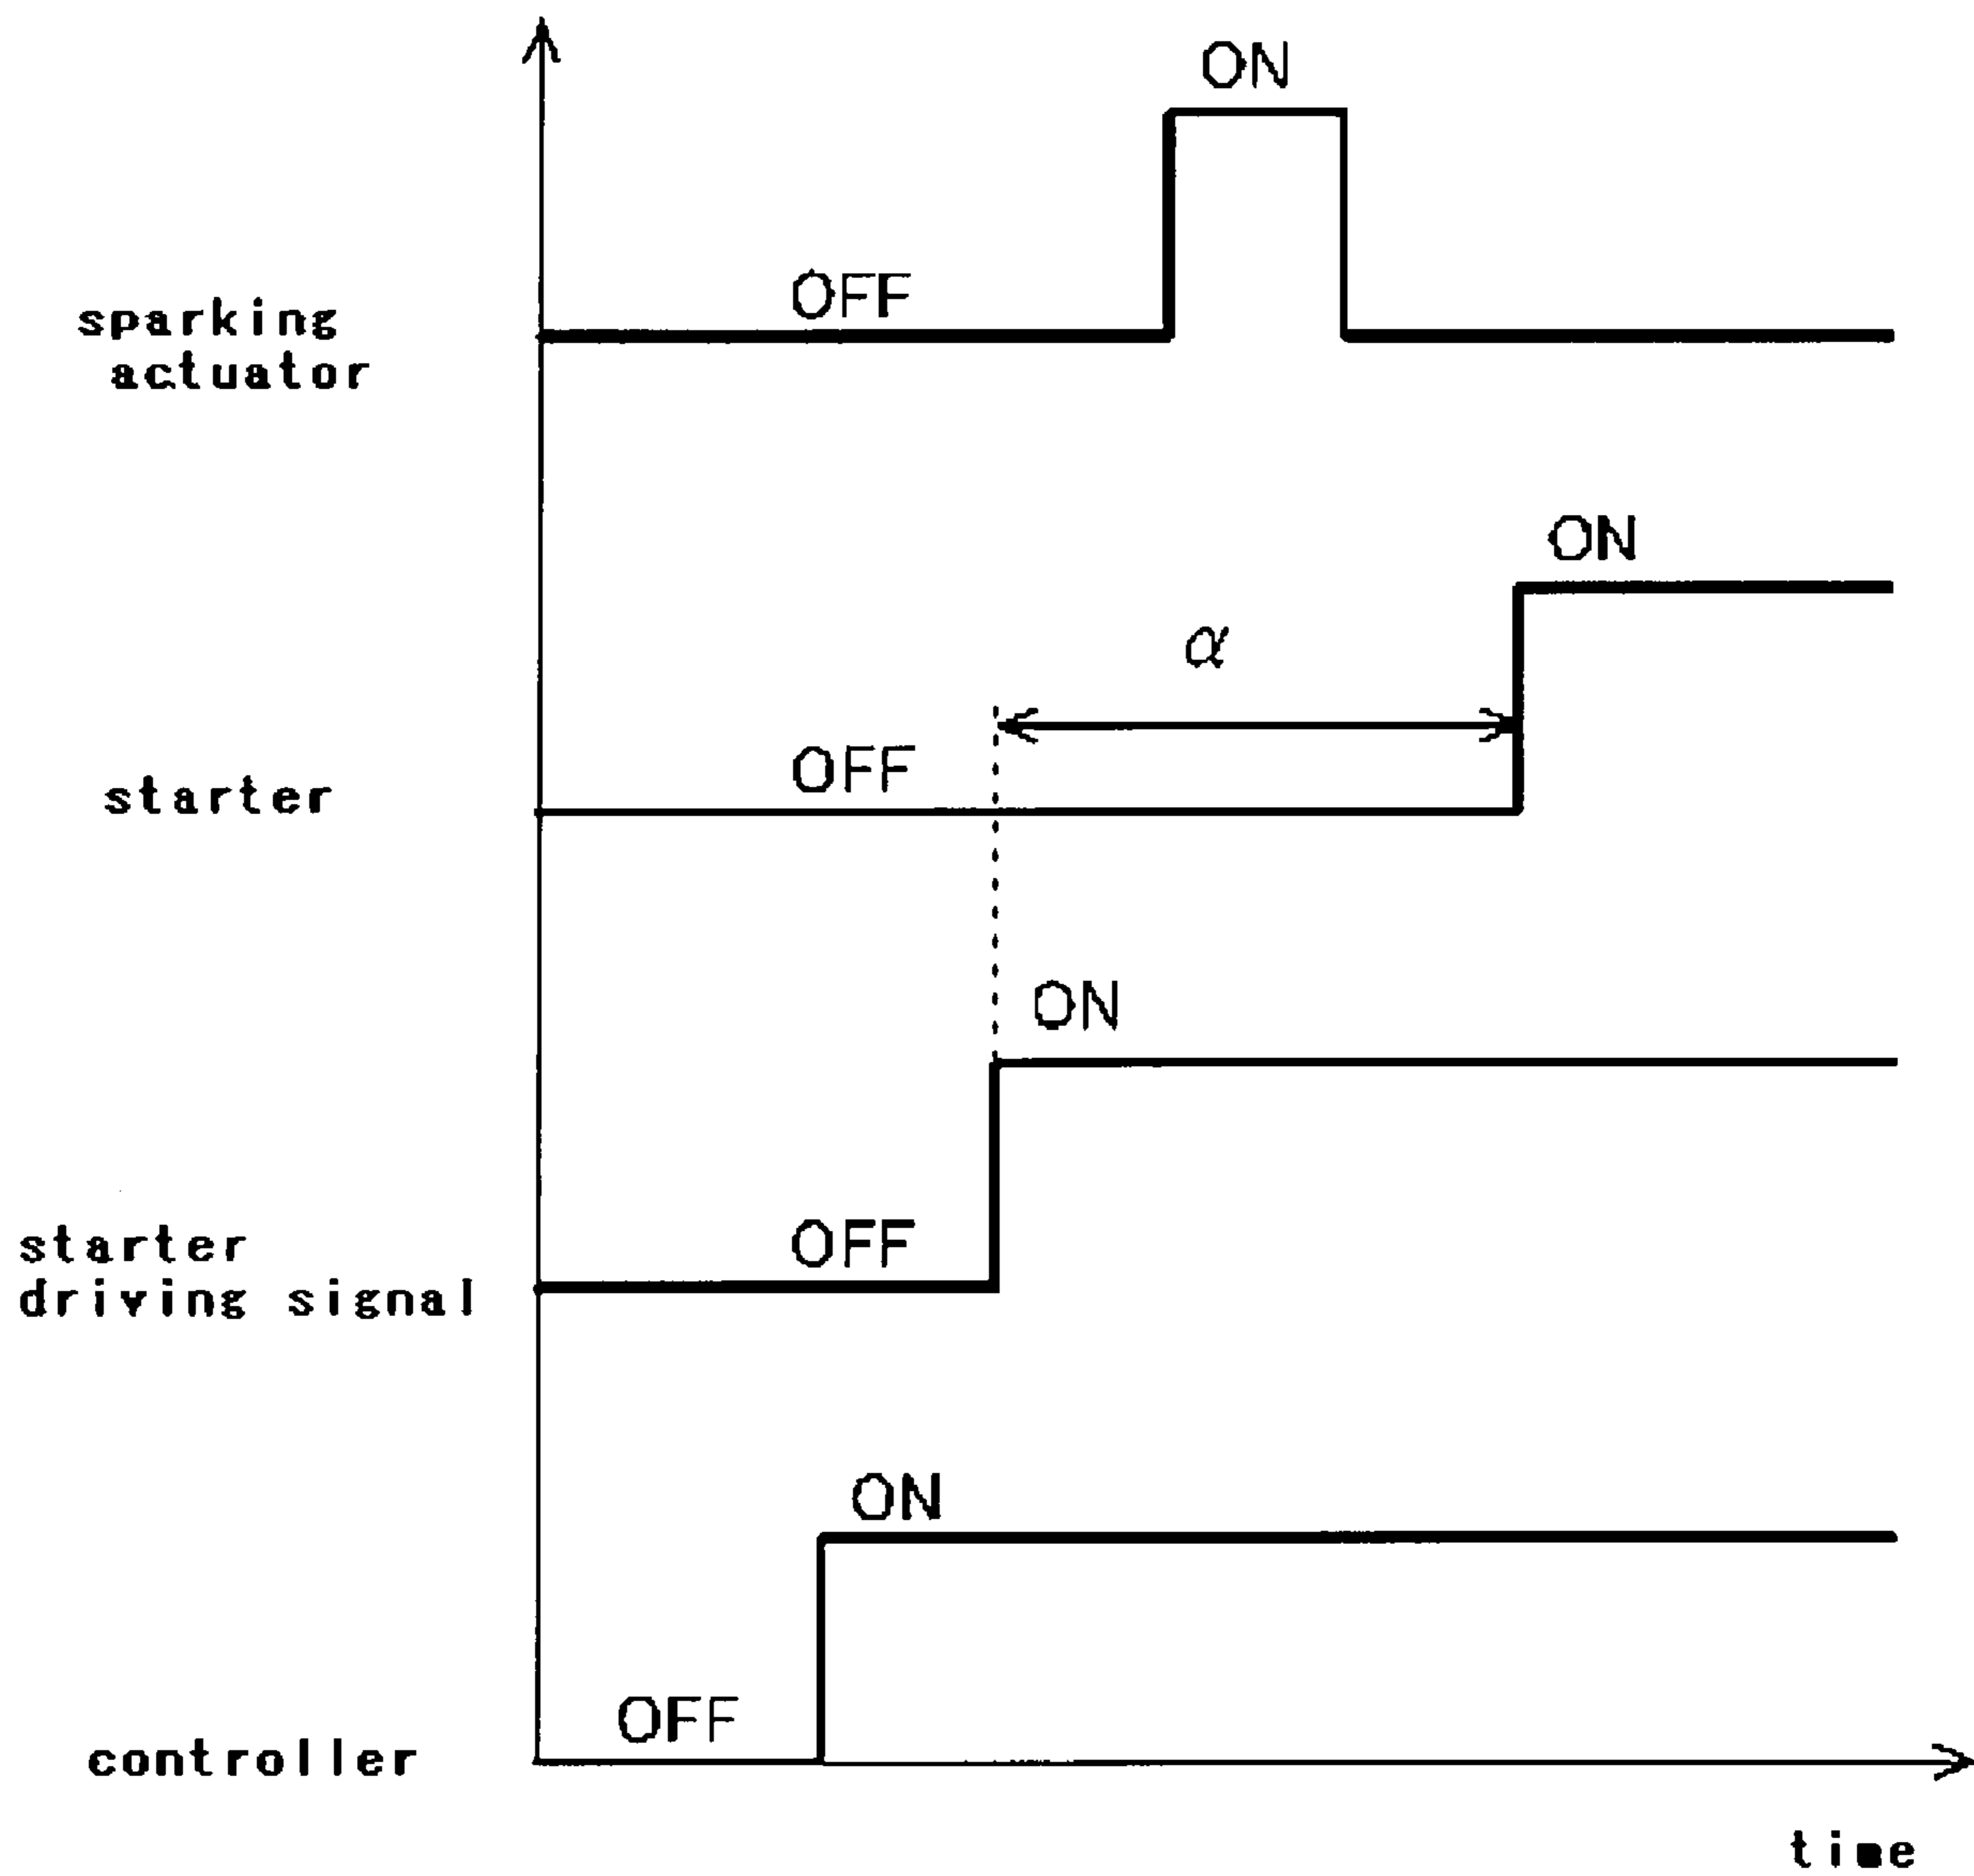 ON
OFF
sparking
actuator
ON
α
OFF
starter
ON
OFF
starter
driving signal
ON
OFF
controller
time